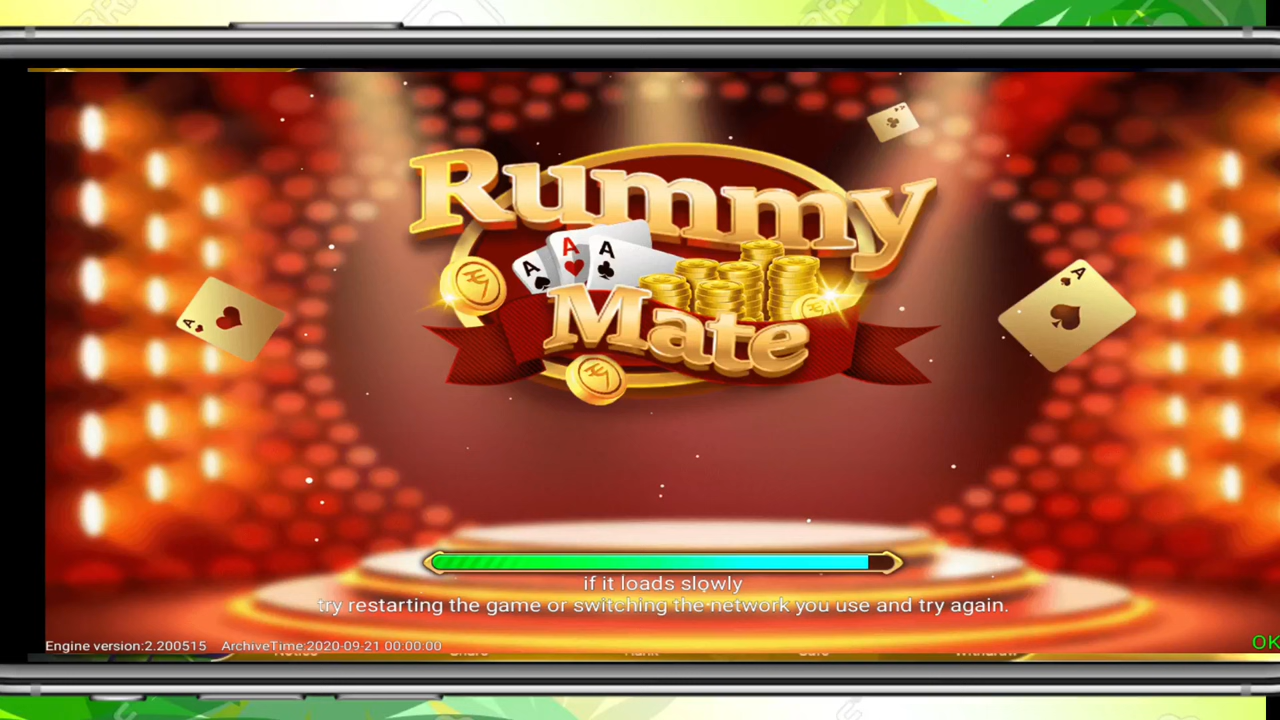 Rummy
A A A
Mate
A
A
if it loads slowly
try restarting the game or switching the network you use and try again.
Engine version:2.200515 ArchiveTime:2020-09-21 00:00:00
OK